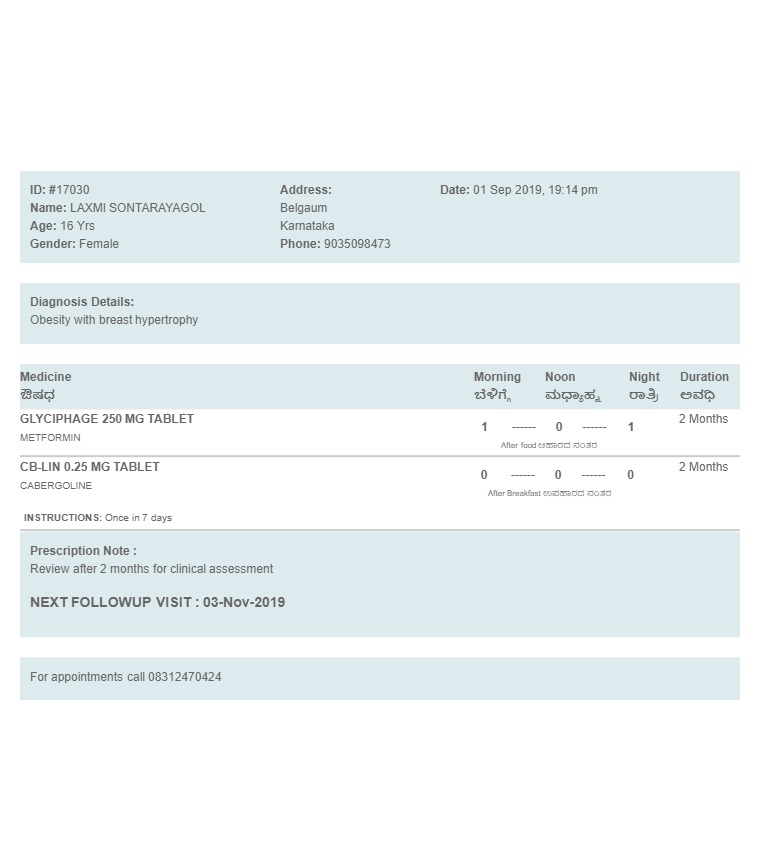 ID: #17030
Name: LAXMI SONTARAYAGOL
Age: 16 Yrs
Gender: Female
Address:
Belgaum
Karnataka
Phone: 9035098473
Date: 01 Sep 2019, 19:14 pm
Diagnosis Details:
Obesity with breast hypertrophy
Medicine Morning Noon Night Duration
ಔಷಧ ಬೆಳಿಗ್ಗೆ ಮಧ್ಯಾಹ್ನ ರಾತ್ರಿ ಅವಧಿ
GLYCIPHAGE 250 MG TABLET 2 Months
METFORMIN 1 ------ 0 ------ 1
After food ಆಹಾರದ ನಂತರ
CB-LIN 0.25 MG TABLET 2 Months
CABERGOLINE 0 ------ 0 ------ 0
After Breakfast ಉಪಹಾರದ ನಂತರ
INSTRUCTIONS: Once in 7 days
Prescription Note :
Review after 2 months for clinical assessment
NEXT FOLLOWUP VISIT : 03-Nov-2019
For appointments call 08312470424